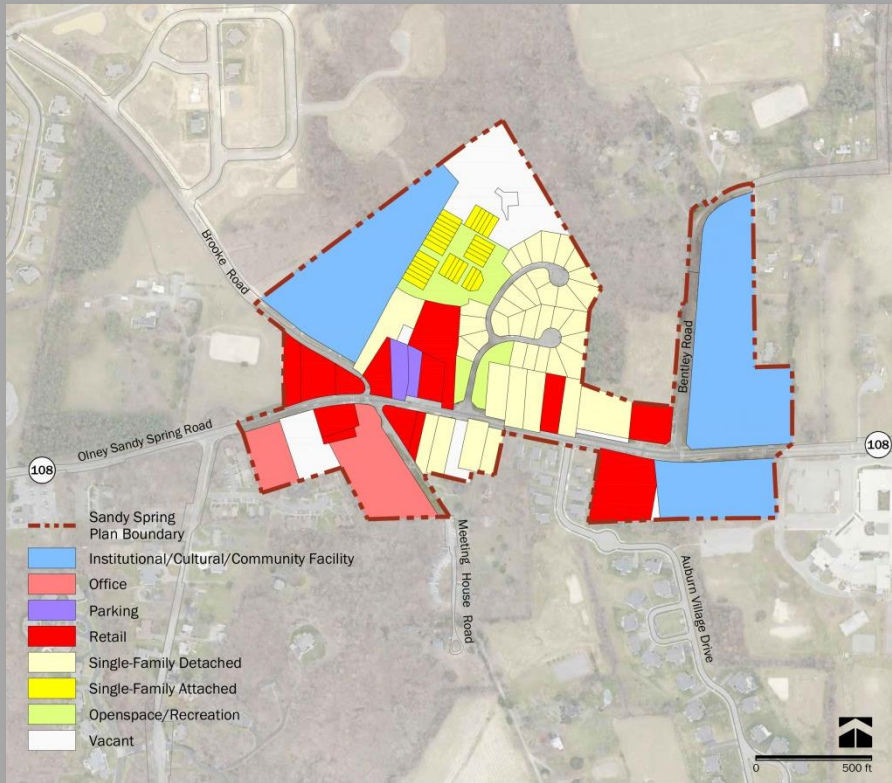 Brooke Road
Bentley Road
Olney Sandy Spring Road
108
108
Meeting House Road
Auburn Village Drive
Sandy Spring
Plan Boundary
Institutional/Cultural/Community Facility
Office
Parking
Retail
Single-Family Detached
Single-Family Attached
Openspace/Recreation
Vacant
0
500 ft